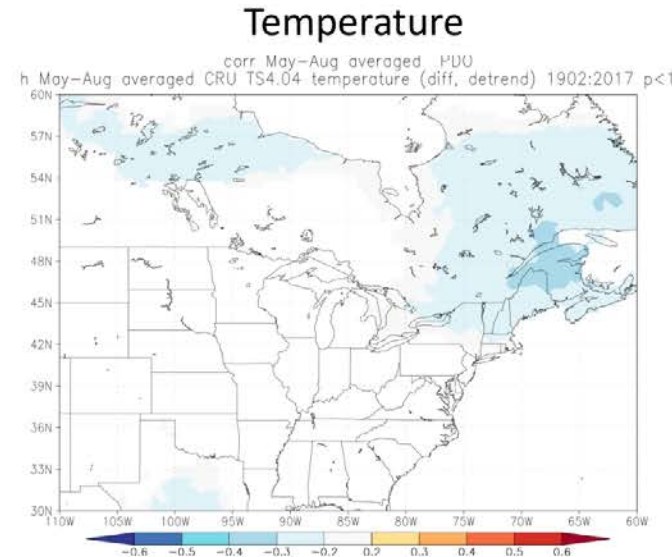 Temperature
corr May-Aug averaged PDO
h May-Aug averaged CRU TS4.04 temperature (diff, detrend) 1902:2017 p<1
60N
57N
54N
51N
48N
45N
42N
39N
36N
33N
30N
110W 105W 100W 95W 90W 85W 80W 75W 70W 65W 60W
-0.6 -0.5 -0.4 -0.3 -0.2 0.2 0.3 0.4 0.5 0.6